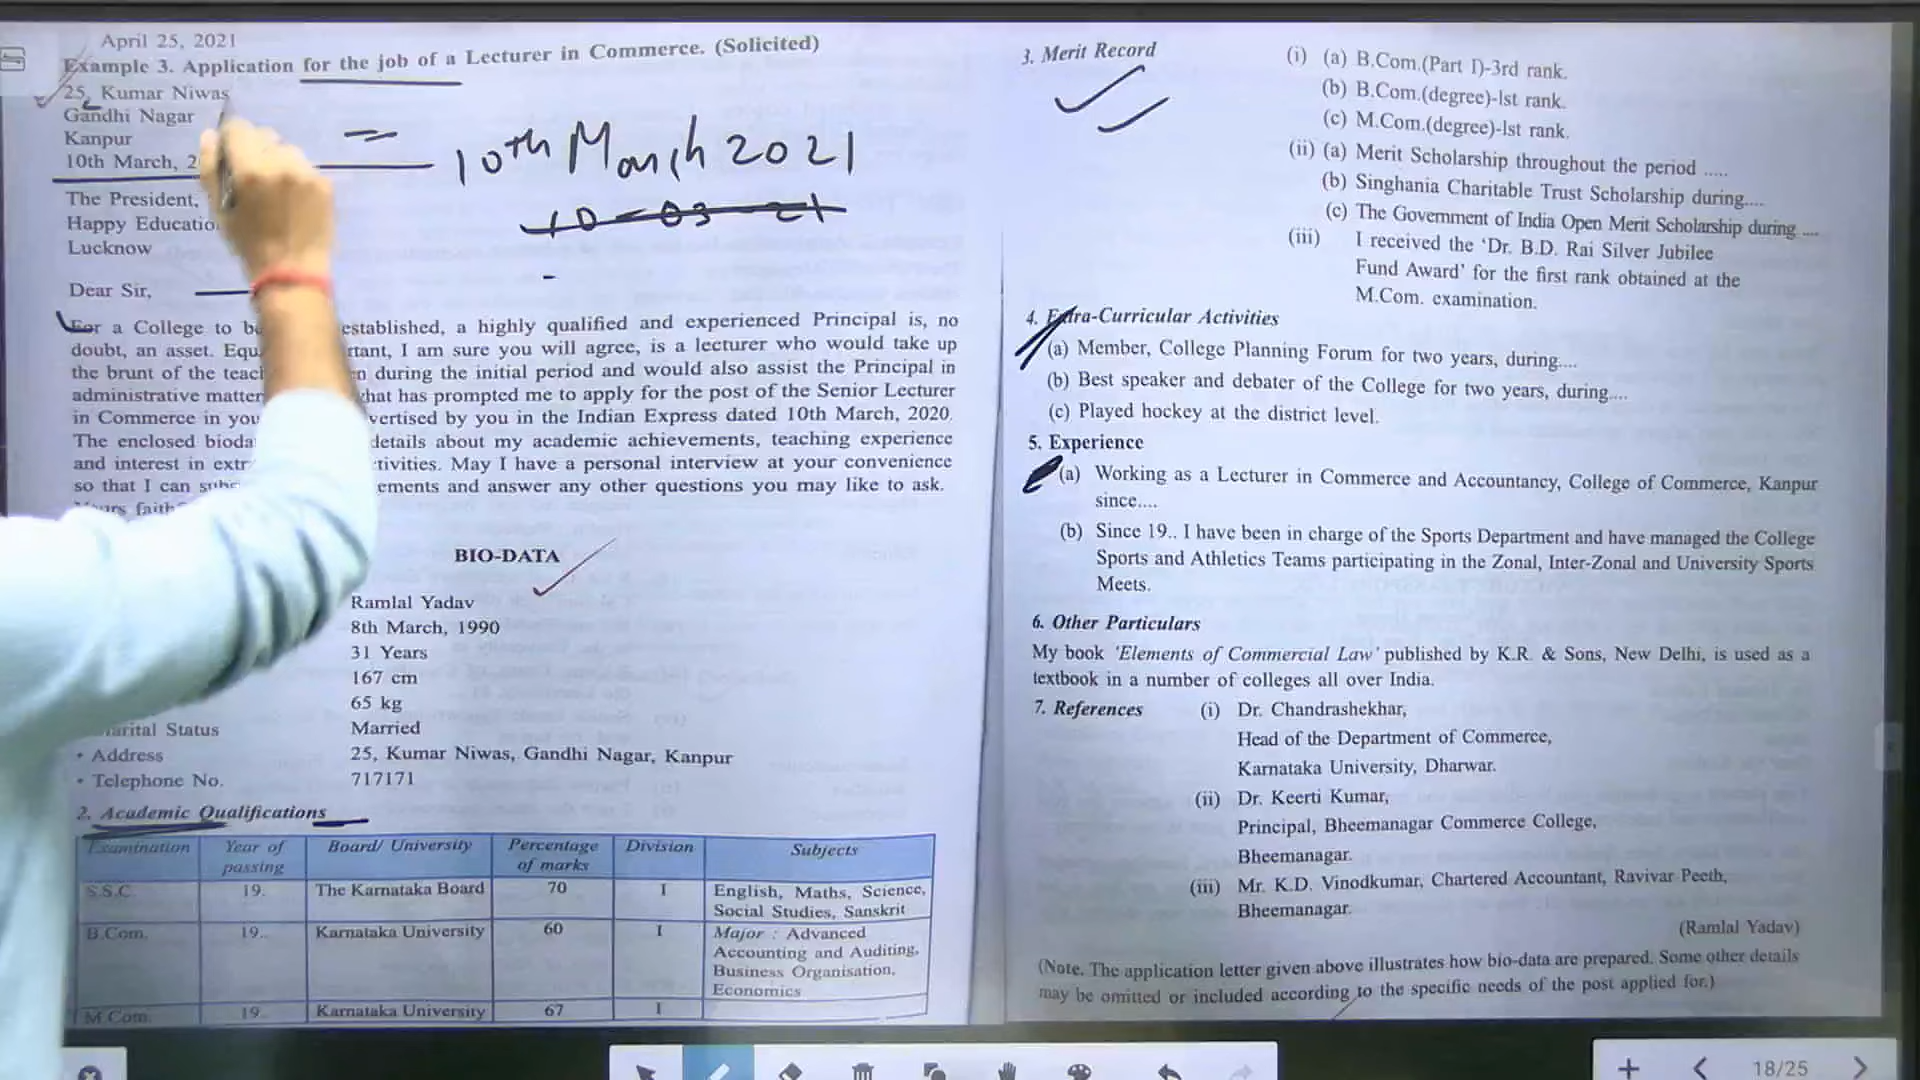 April 25, 2021
Example 3. Application for the job of a Lecturer in Commerce. (Solicited)
25, Kumar Niwas
Gandhi Nagar
Kanpur
10th March, 2
10th March 2021
10-03-21
The President,
Happy Educatio
Lucknow
Dear Sir,
For a College to be established, a highly qualified and experienced Principal is, no
doubt, an asset. Equ rtant, I am sure you will agree, is a lecturer who would take up
the brunt of the teac n during the initial period and would also assist the Principal in
administrative matter hat has prompted me to apply for the post of the Senior Lecturer
in Commerce in you vertised by you in the Indian Express dated 10th March, 2020.
The enclosed bioda details about my academic achievements, teaching experience
and interest in extr tivities. May I have a personal interview at your convenience
so that I can subs ements and answer any other questions you may like to ask.
faith
BIO-DATA
Ramlal Yadav
8th March, 1990
31 Years
167 cm
65 kg
arital Status Married
• Address 25, Kumar Niwas, Gandhi Nagar, Kanpur
• Telephone No. 717171
2. Academic Qualifications
Examination Year of passing Board/ University Percentage of marks Division Subjects
S.S.C. 19. The Karnataka Board 70 I English, Maths, Science,
Social Studies, Sanskrit
B.Com. 19.. Karnataka University 60 I Major : Advanced
Accounting and Auditing,
Business Organisation,
Economics
M.Com. 19.. Karnataka University 67 I
3. Merit Record (i) (a) B.Com.(Part I)-3rd rank.
(b) B.Com.(degree)-Ist rank.
(c) M.Com.(degree)-Ist rank.
(ii) (a) Merit Scholarship throughout the period .....
(b) Singhania Charitable Trust Scholarship during....
(c) The Government of India Open Merit Scholarship during ....
(iii) I received the 'Dr. B.D. Rai Silver Jubilee
Fund Award' for the first rank obtained at the
M.Com. examination.
4. Extra-Curricular Activities
(a) Member, College Planning Forum for two years, during....
(b) Best speaker and debater of the College for two years, during....
(c) Played hockey at the district level.
5. Experience
(a) Working as a Lecturer in Commerce and Accountancy, College of Commerce, Kanpur
since....
(b) Since 19.. I have been in charge of the Sports Department and have managed the College
Sports and Athletics Teams participating in the Zonal, Inter-Zonal and University Sports
Meets.
6. Other Particulars
My book 'Elements of Commercial Law' published by K.R. & Sons, New Delhi, is used as a
textbook in a number of colleges all over India.
7. References (i) Dr. Chandrashekhar,
Head of the Department of Commerce,
Karnataka University, Dharwar.
(ii) Dr. Keerti Kumar,
Principal, Bheemanagar Commerce College,
Bheemanagar.
(iii) Mr. K.D. Vinodkumar, Chartered Accountant, Ravivar Peeth,
Bheemanagar.
(Ramlal Yadav)
(Note. The application letter given above illustrates how bio-data are prepared. Some other details
may be omitted or included according to the specific needs of the post applied for.)
18/25